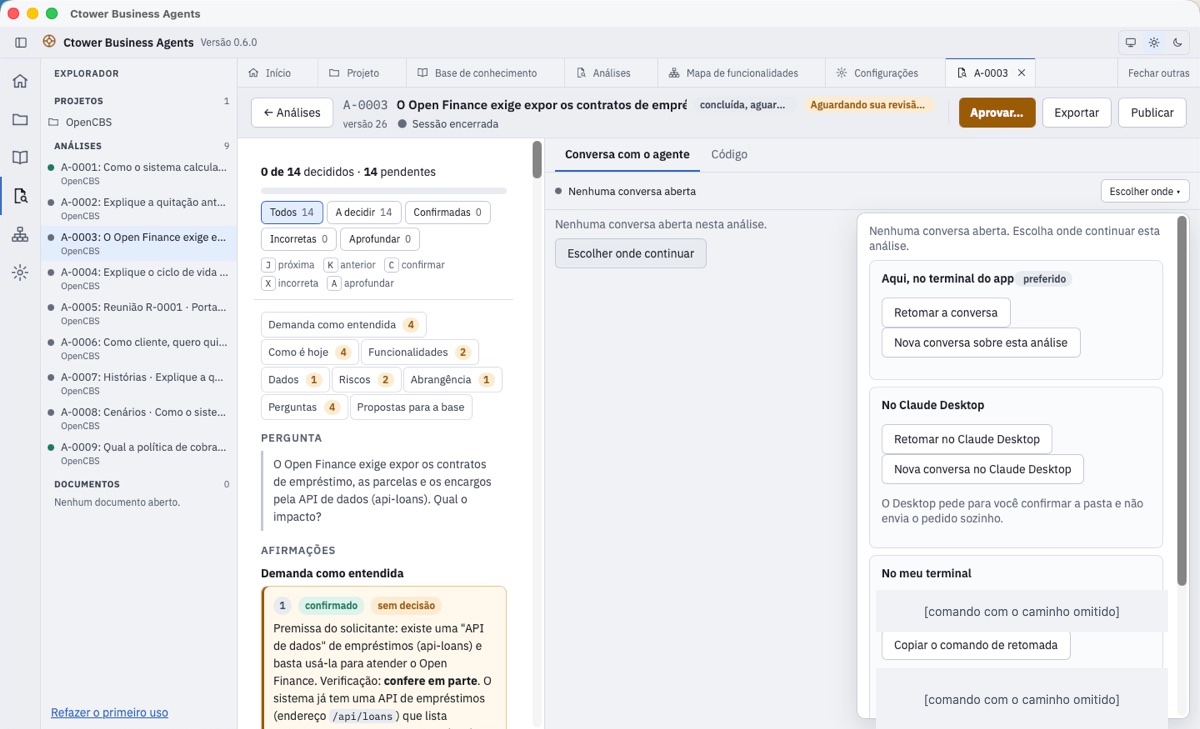 Ctower Business Agents
Ctower Business Agents Versão 0.6.0
EXPLORADOR
PROJETOS 1
OpenCBS
ANÁLISES 9
A-0001: Como o sistema calcula...
OpenCBS
A-0002: Explique a quitação ant...
OpenCBS
A-0003: O Open Finance exige e...
OpenCBS
A-0004: Explique o ciclo de vida ...
OpenCBS
A-0005: Reunião R-0001 · Porta...
OpenCBS
A-0006: Como cliente, quero qui...
OpenCBS
A-0007: Histórias · Explique a q...
OpenCBS
A-0008: Cenários · Como o siste...
OpenCBS
A-0009: Qual a política de cobra...
OpenCBS
DOCUMENTOS 0
Nenhum documento aberto.
Refazer o primeiro uso
Início Projeto Base de conhecimento Análises Mapa de funcionalidades Configurações A-0003 × Fechar outras
← Análises
A-0003 O Open Finance exige expor os contratos de empré concluída, aguar... Aguardando sua revisã...
versão 26 Sessão encerrada
Aprovar... Exportar Publicar
0 de 14 decididos · 14 pendentes
Todos 14 A decidir 14 Confirmadas 0
Incorretas 0 Aprofundar 0
J próxima K anterior C confirmar
X incorreta A aprofundar
Demanda como entendida 4
Como é hoje 4 Funcionalidades 2
Dados 1 Riscos 2 Abrangência 1
Perguntas 4 Propostas para a base
PERGUNTA
O Open Finance exige expor os contratos
de empréstimo, as parcelas e os encargos
pela API de dados (api-loans). Qual o
impacto?
AFIRMAÇÕES
Demanda como entendida
1 confirmado sem decisão
Premissa do solicitante: existe uma "API
de dados" de empréstimos (api-loans) e
basta usá-la para atender o Open
Finance. Verificação: confere em parte. O
sistema já tem uma API de empréstimos
(endereço /api/loans) que lista
Conversa com o agente Código
Nenhuma conversa aberta
Escolher onde ▾
Nenhuma conversa aberta nesta análise.
Escolher onde continuar
Nenhuma conversa aberta. Escolha onde continuar esta
análise.
Aqui, no terminal do app preferido
Retomar a conversa
Nova conversa sobre esta análise
No Claude Desktop
Retomar no Claude Desktop
Nova conversa no Claude Desktop
O Desktop pede para você confirmar a pasta e não
envia o pedido sozinho.
No meu terminal
[comando com o caminho omitido]
Copiar o comando de retomada
[comando com o caminho omitido]